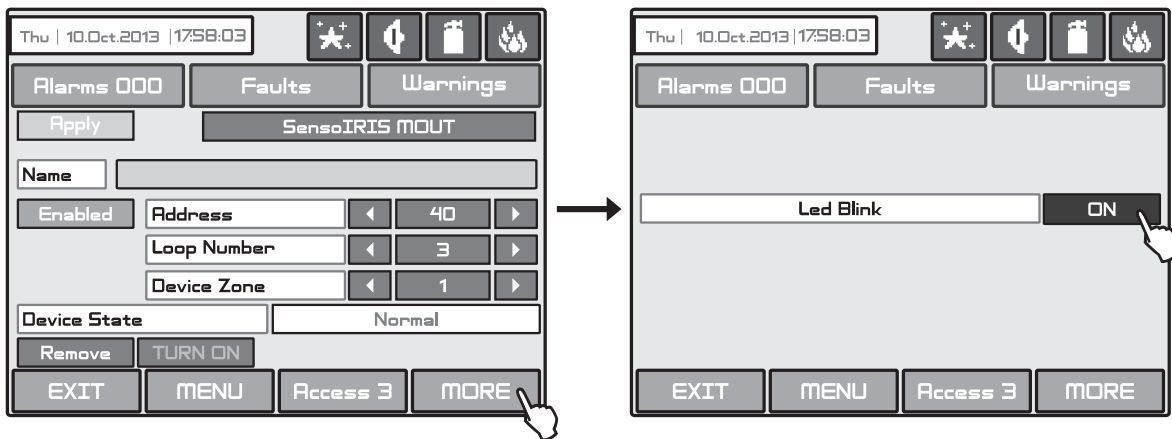 Thu | 10.Oct.2013 | 17:58:03
Alarms 000 Faults Warnings
Apply SensoIRIS MOUT
Name
Enabled Address 40
Loop Number 3
Device Zone 1
Device State Normal
Remove TURN ON
EXIT MENU Access 3 MORE
Thu | 10.Oct.2013 | 17:58:03
Alarms 000 Faults Warnings
Led Blink ON
EXIT MENU Access 3 MORE